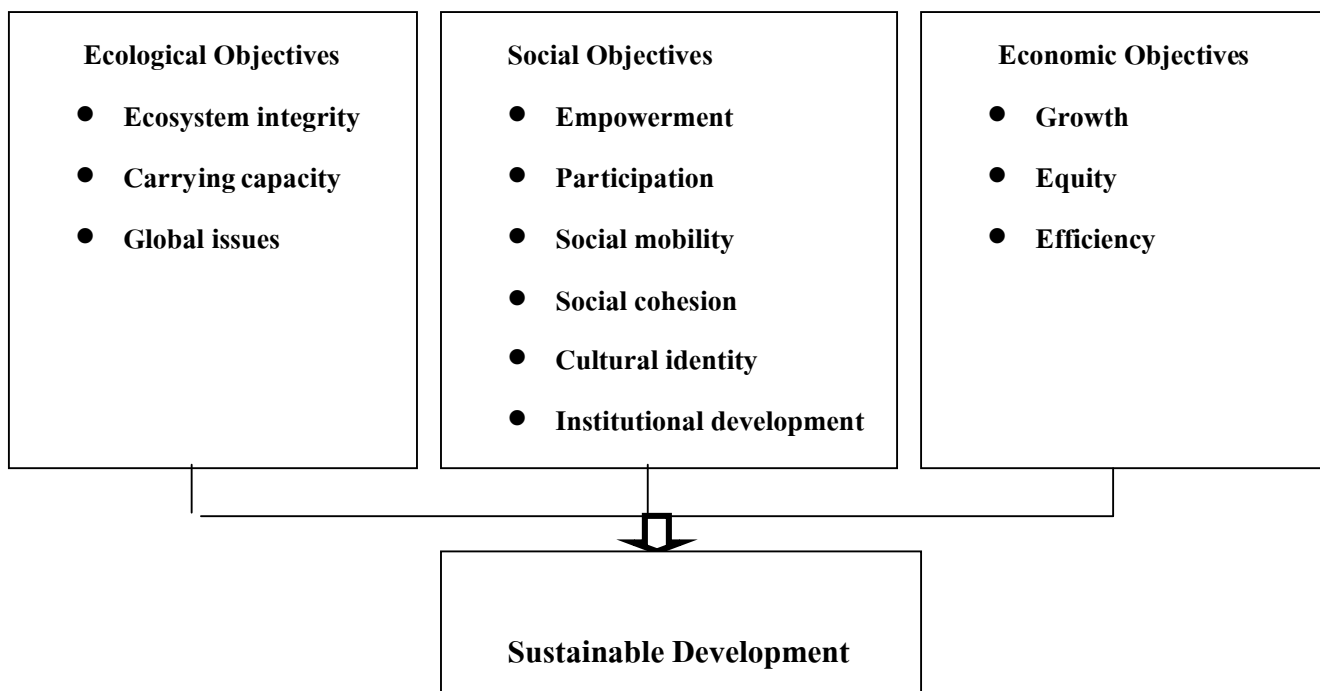 Ecological Objectives
● Ecosystem integrity
● Carrying capacity
● Global issues
Social Objectives
● Empowerment
● Participation
● Social mobility
● Social cohesion
● Cultural identity
● Institutional development
Economic Objectives
● Growth
● Equity
● Efficiency
Sustainable Development